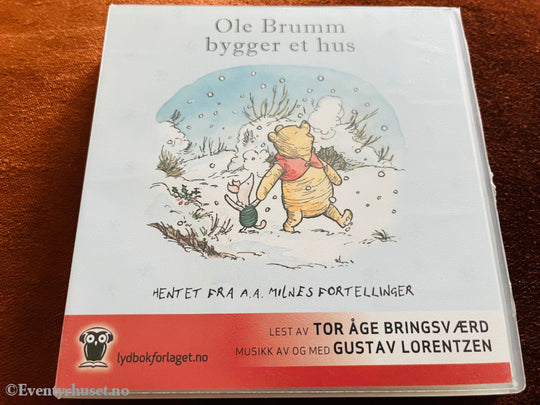 Ole Brumm
bygger et hus
HENTET FRA A.A. MILNES FORTELLINGER
LEST AV TOR ÅGE BRINGSVÆRD
MUSIKK AV OG MED GUSTAV LORENTZEN
lydbokforlaget.no
©Eventyrhuset.no